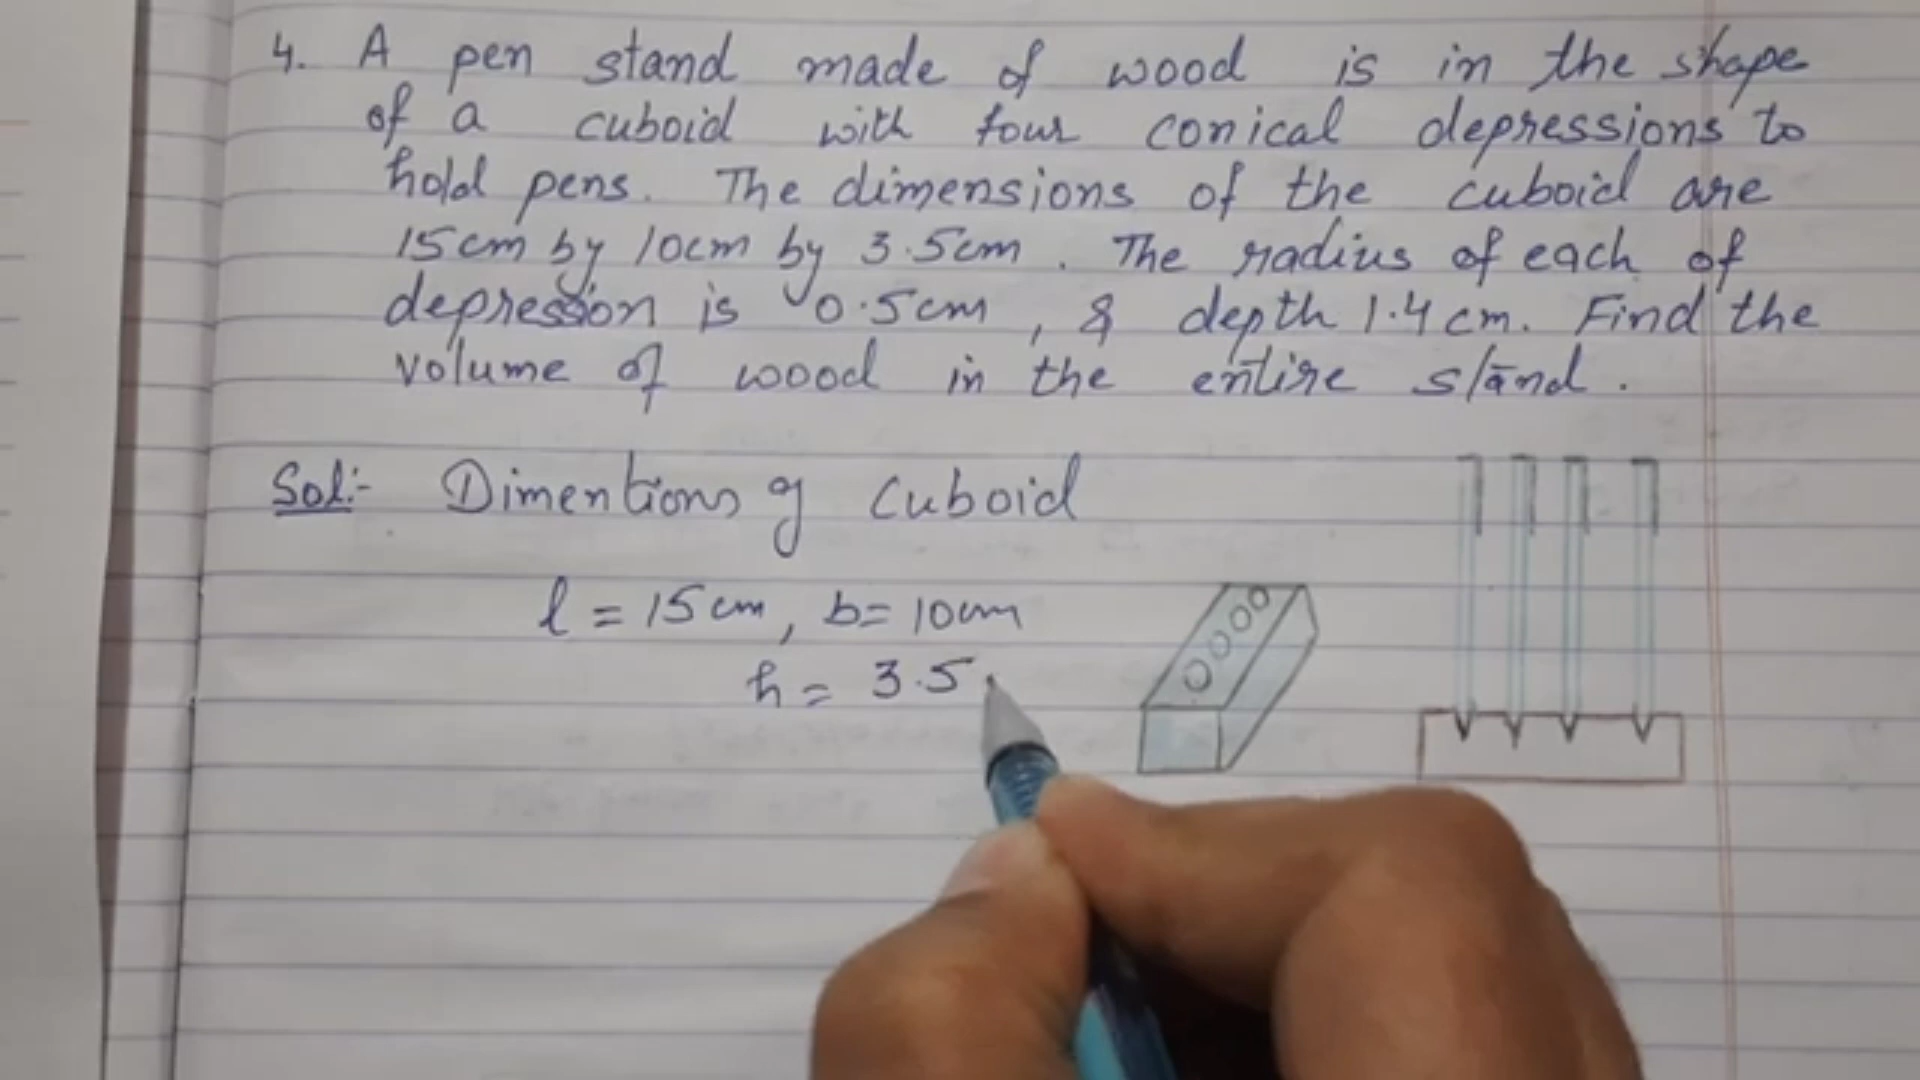 4. A pen stand made of wood is in the shape
of a cuboid with four conical depressions to
hold pens. The dimensions of the cuboid are
15cm by 10cm by 3.5cm. The radius of each of
depression is 0.5cm, & depth 1.4 cm. Find the
volume of woood in the entire stand.
Sol:- Dimentions of Cuboid
l = 15cm, b= 10cm
h = 3.5